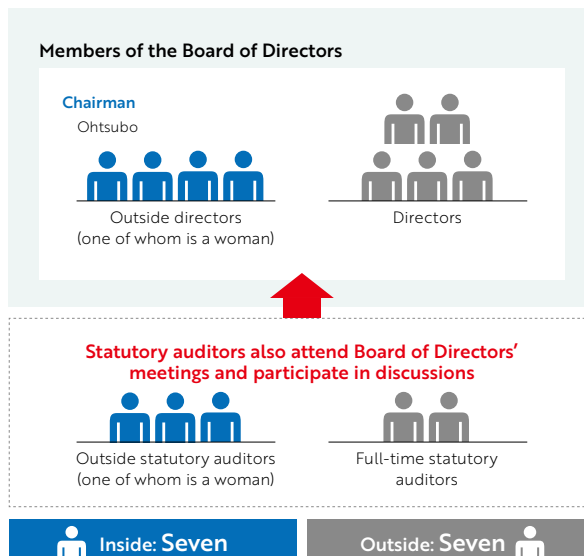 Members of the Board of Directors
Chairman
Ohtsubo
Outside directors
(one of whom is a woman)
Directors
Statutory auditors also attend Board of Directors'
meetings and participate in discussions
Outside statutory auditors
(one of whom is a woman)
Full-time statutory
auditors
Inside: Seven
Outside: Seven